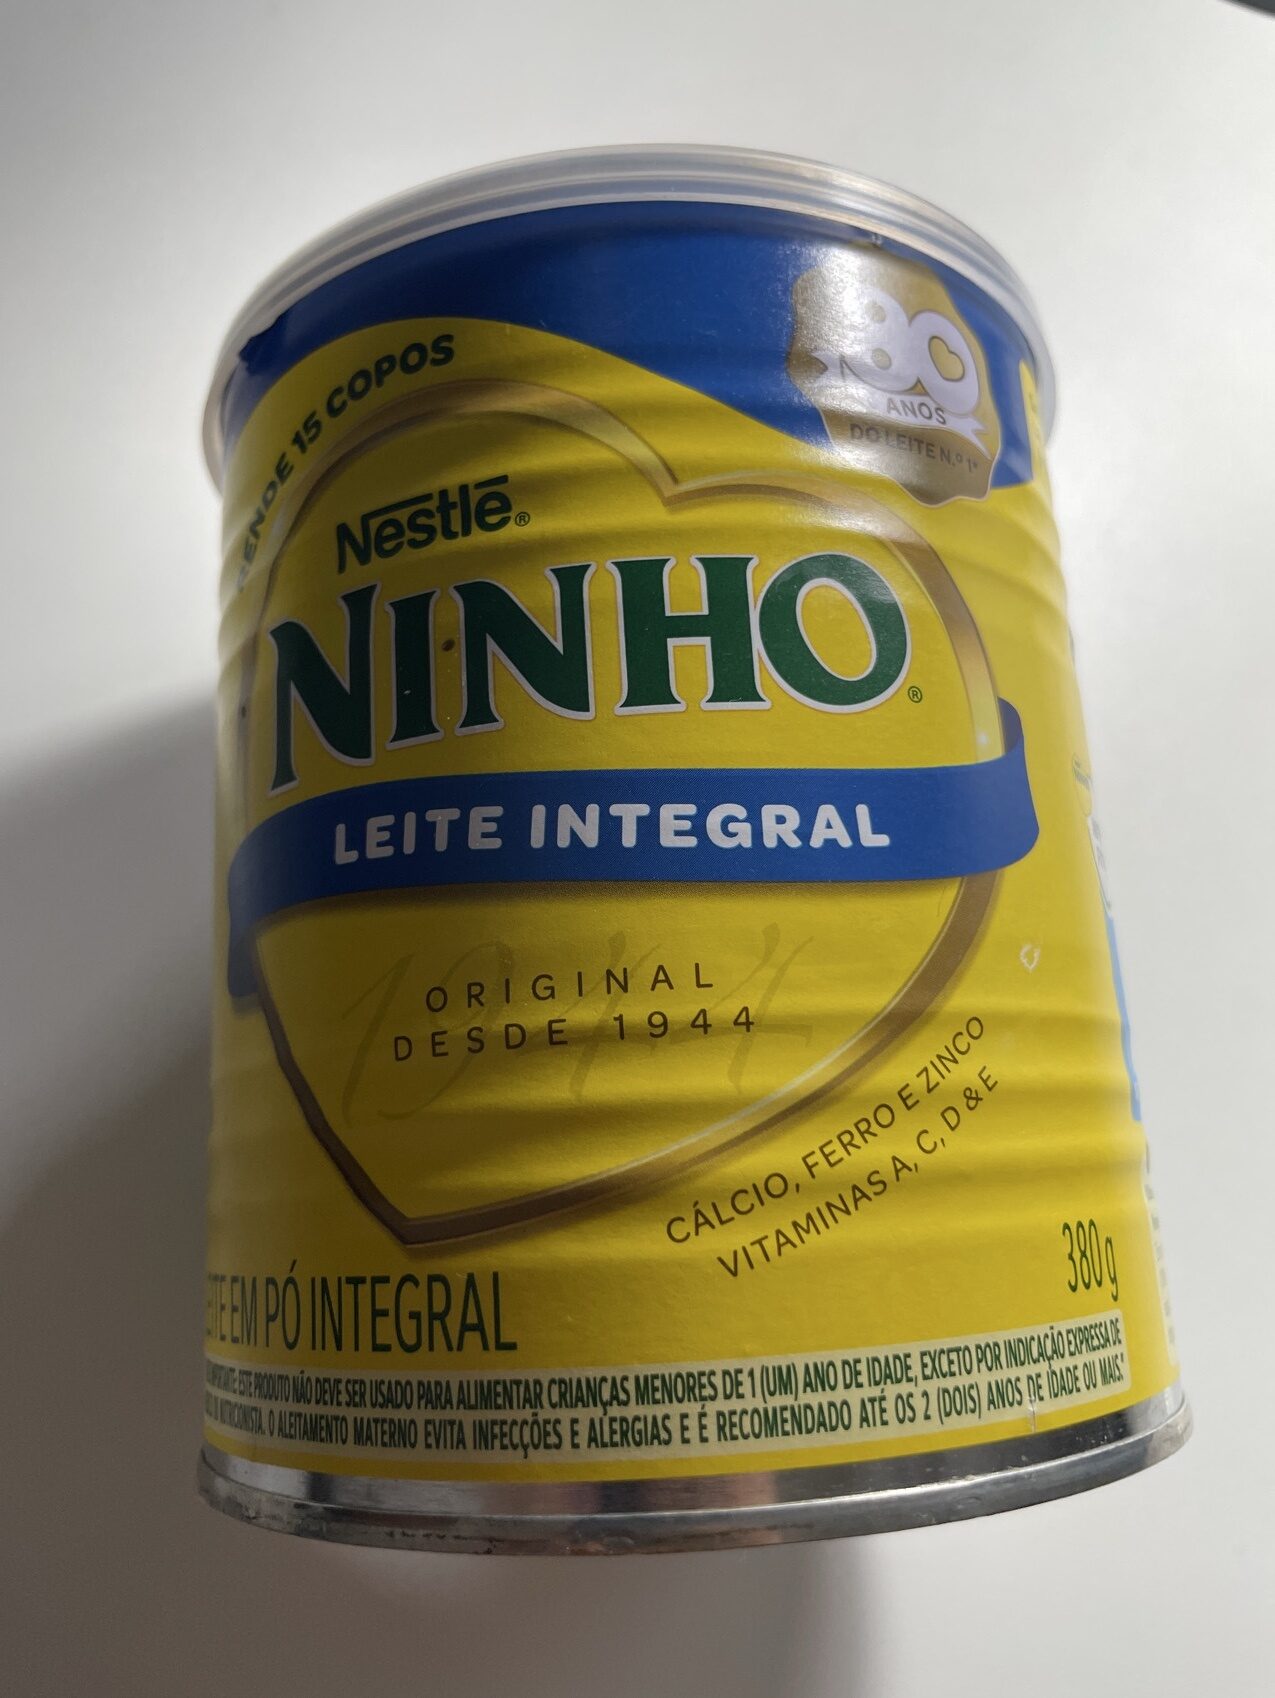 RENDE 15 COPOS
80
ANOS
DO LEITE N.º 1*
Nestlé®
NINHO®
LEITE INTEGRAL
1944
ORIGINAL
DESDE 1944
CÁLCIO, FERRO E ZINCO
VITAMINAS A, C, D & E
380 g
EM PÓ INTEGRAL
ESTE PRODUTO NÃO DEVE SER USADO PARA ALIMENTAR CRIANÇAS MENORES DE 1 (UM) ANO DE IDADE, EXCETO POR INDICAÇÃO EXPRESSA DE
NUTRICIONISTA. O ALEITAMENTO MATERNO EVITA INFECÇÕES E ALERGIAS E É RECOMENDADO ATÉ OS 2 (DOIS) ANOS DE IDADE OU MAIS."